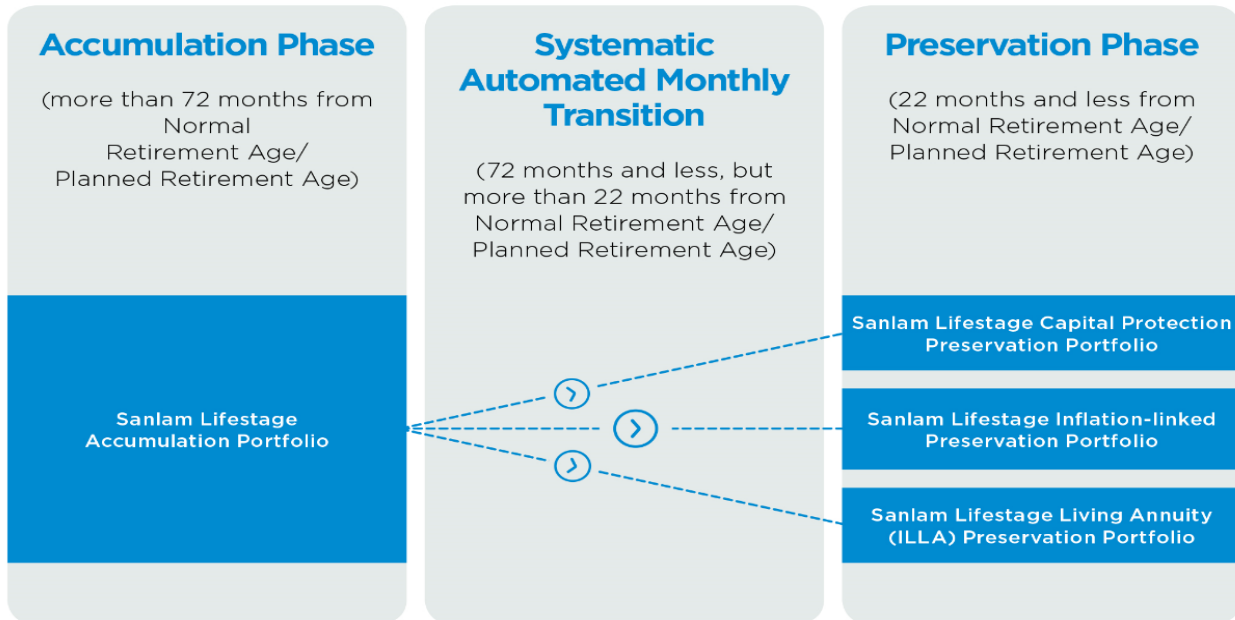 Accumulation Phase
(more than 72 months from
Normal
Retirement Age/
Planned Retirement Age)
Sanlam Lifestage
Accumulation Portfolio
Systematic
Automated Monthly
Transition
(72 months and less, but
more than 22 months from
Normal Retirement Age/
Planned Retirement Age)
Preservation Phase
(22 months and less from
Normal Retirement Age/
Planned Retirement Age)
Sanlam Lifestage Capital Protection
Preservation Portfolio
Sanlam Lifestage Inflation-linked
Preservation Portfolio
Sanlam Lifestage Living Annuity
(ILLA) Preservation Portfolio